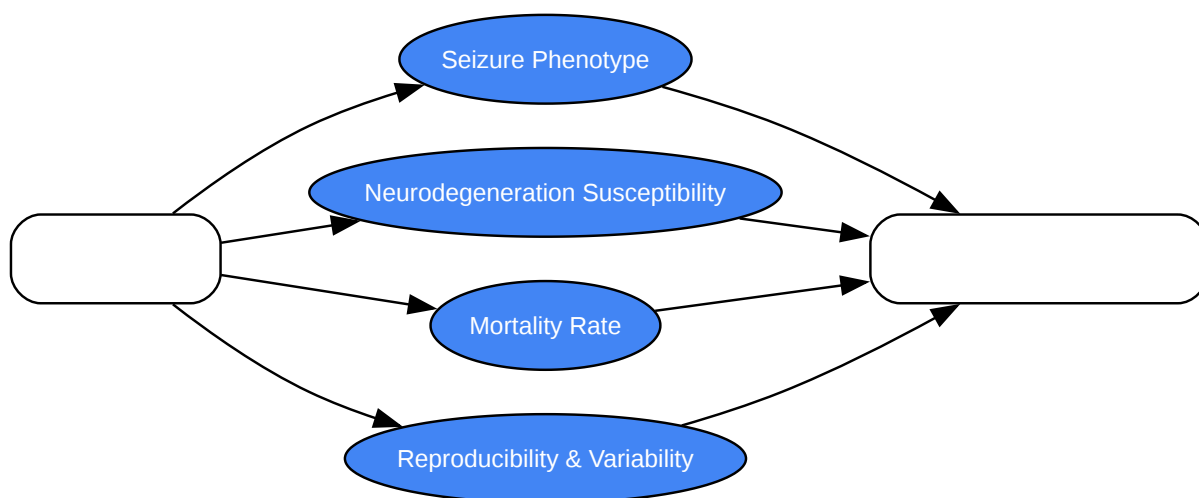 Seizure Phenotype
Neurodegeneration Susceptibility
Mortality Rate
Reproducibility & Variability